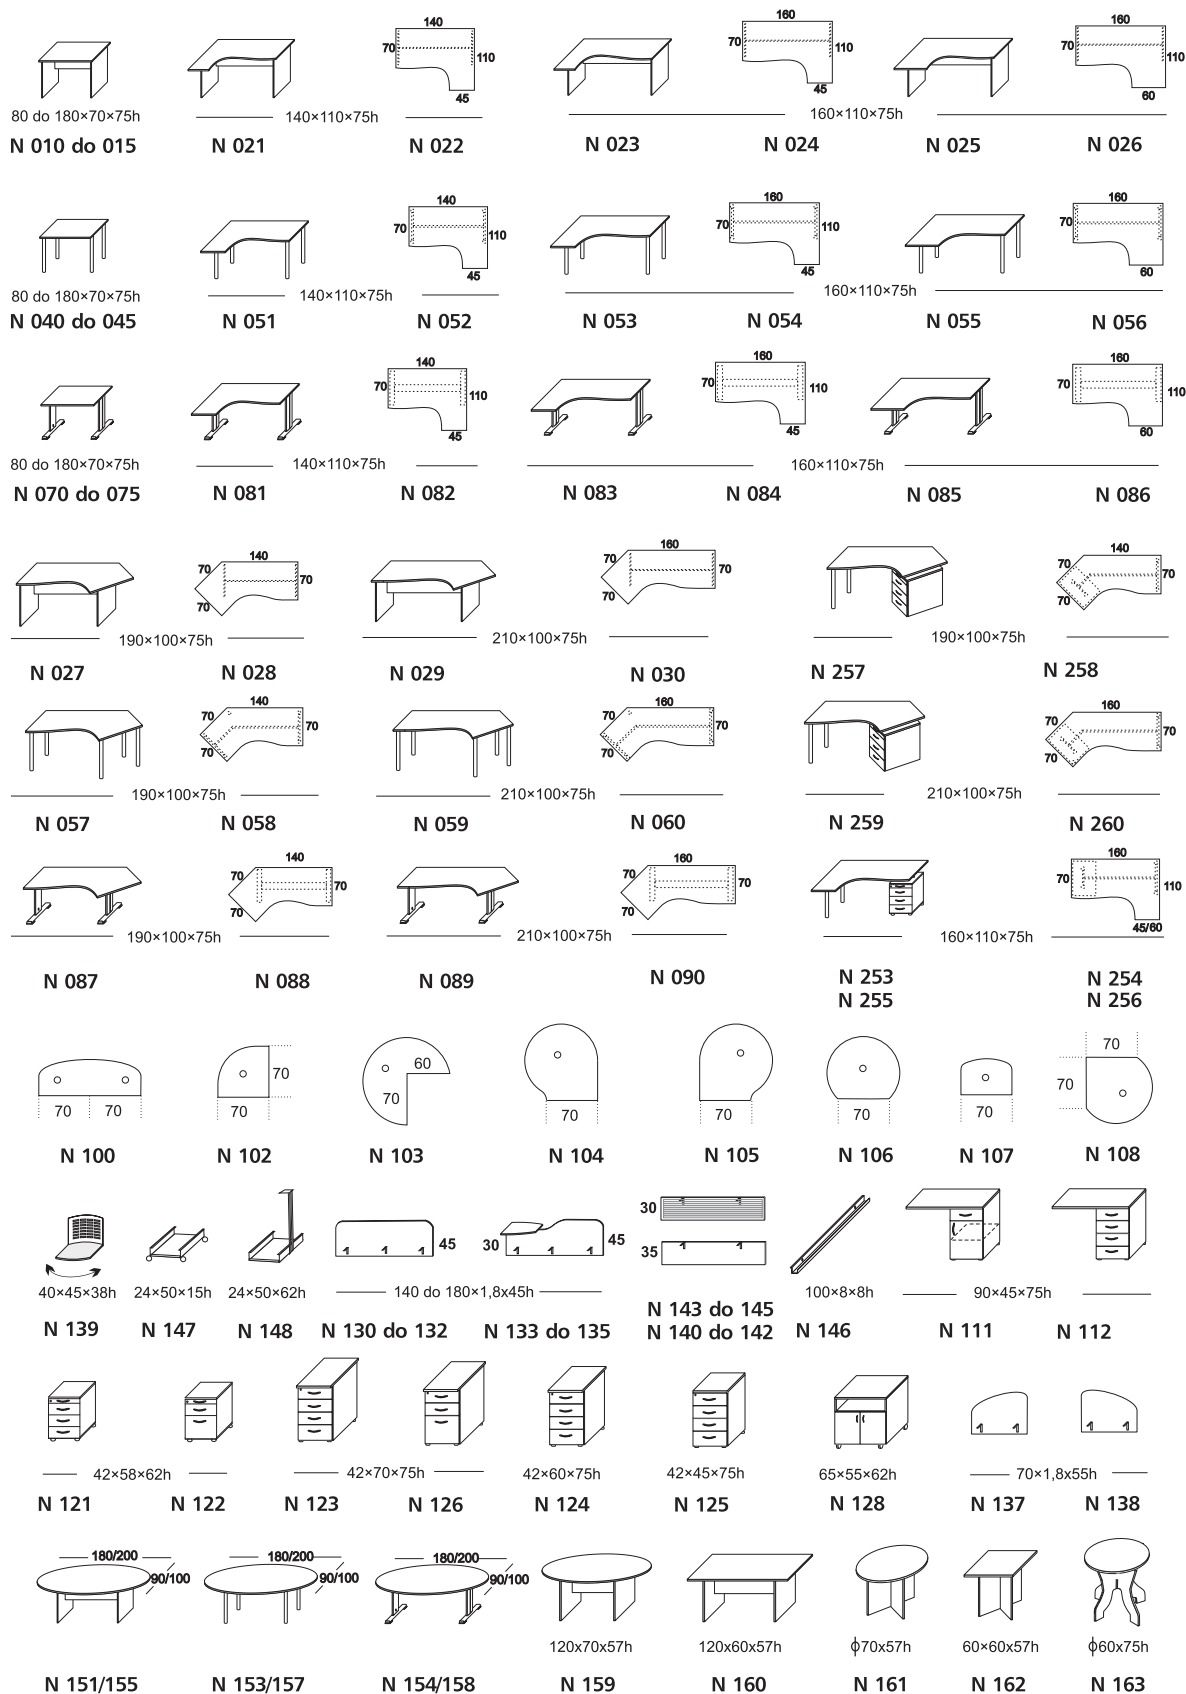 140 160 160
70 110 45 70 110 45 70 110 60
80 do 180×70×75h 140×110×75h 160×110×75h
N 010 do 015 N 021 N 022 N 023 N 024 N 025 N 026
140 160 160
70 110 45 70 110 45 70 60
80 do 180×70×75h 140×110×75h 160×110×75h
N 040 do 045 N 051 N 052 N 053 N 054 N 055 N 056
140 160 160
70 110 45 70 110 45 70 110 60
80 do 180×70×75h 140×110×75h 160×110×75h
N 070 do 075 N 081 N 082 N 083 N 084 N 085 N 086
140 160 140
70 70 70 70 70 70 70 70 70
190×100×75h 210×100×75h 190×100×75h
N 027 N 028 N 029 N 030 N 257 N 258
140 160 160
70 70 70 70 70 70 70 70 70
190×100×75h 210×100×75h 210×100×75h
N 057 N 058 N 059 N 060 N 259 N 260
140 160 160
70 70 70 70 70 70 70 110 45/60
190×100×75h 210×100×75h 160×110×75h
N 087 N 088 N 089 N 090 N 253 N 254
N 255 N 256
70 70 70 70 60 70 70 70 70 70 70 70
N 100 N 102 N 103 N 104 N 105 N 106 N 107 N 108
45 30 45 30 35
40×45×38h 24×50×15h 24×50×62h 140 do 180×1,8x45h 100×8×8h 90×45×75h
N 143 do 145
N 139 N 147 N 148 N 130 do 132 N 133 do 135 N 140 do 142 N 146 N 111 N 112
42×58×62h 42×70×75h 42×60×75h 42×45×75h 65×55×62h 70×1,8x55h
N 121 N 122 N 123 N 126 N 124 N 125 N 128 N 137 N 138
180/200 180/200 180/200
90/100 90/100 90/100
120x70x57h 120x60x57h ϕ70x57h 60×60x57h ϕ60x75h
N 151/155 N 153/157 N 154/158 N 159 N 160 N 161 N 162 N 163